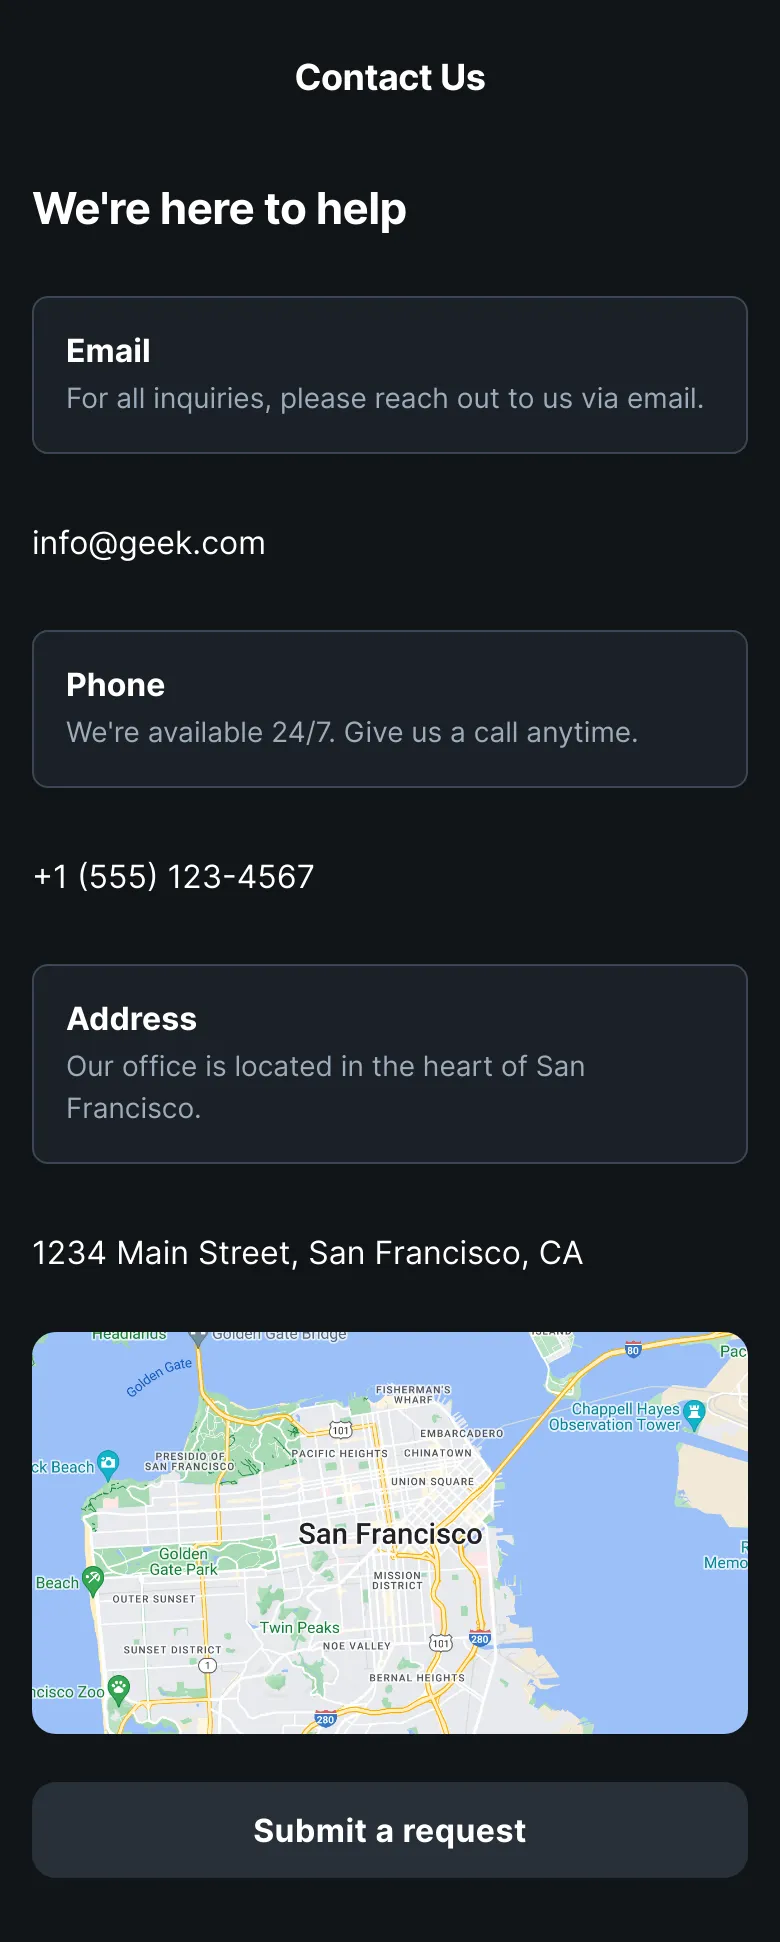 Contact Us
We're here to help
Email
For all inquiries, please reach out to us via email.
info@geek.com
Phone
We're available 24/7. Give us a call anytime.
+1 (555) 123-4567
Address
Our office is located in the heart of San
Francisco.
1234 Main Street, San Francisco, CA
Headlands
Golden Gate Bridge
ISLAND
80
Pac
Golden Gate
FISHERMAN'S
WHARF
Chappell Hayes
Observation Tower
101
EMBARCADERO
PRESIDIO OF
SAN FRANCISCO
PACIFIC HEIGHTS
CHINATOWN
ck Beach
UNION SQUARE
San Francisco
Golden
Gate Park
R
Memo
Beach
MISSION
DISTRICT
OUTER SUNSET
Twin Peaks
SUNSET DISTRICT
NOE VALLEY
101
280
1
BERNAL HEIGHTS
ncisco Zoo
280
Submit a request